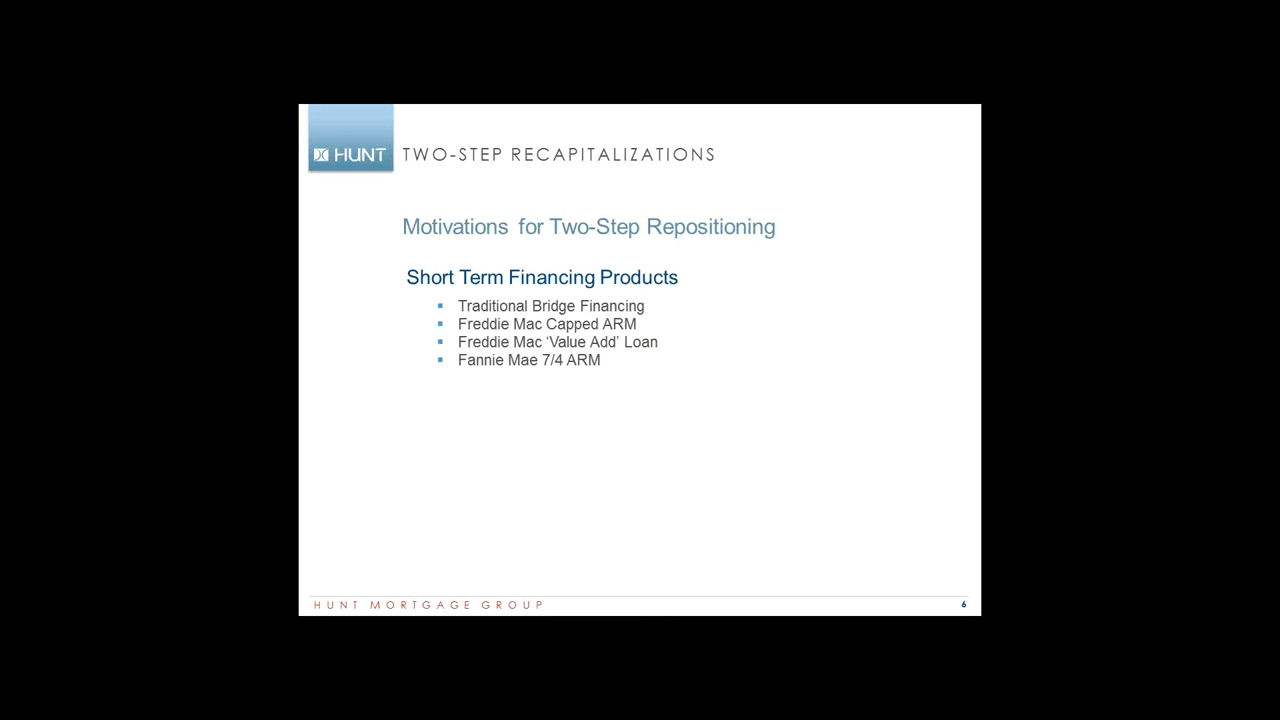 HUNT
TWO-STEP RECAPITALIZATIONS
Motivations for Two-Step Repositioning
Short Term Financing Products
Traditional Bridge Financing
Freddie Mac Capped ARM
Freddie Mac ‘Value Add’ Loan
Fannie Mae 7/4 ARM
HUNT MORTGAGE GROUP
6